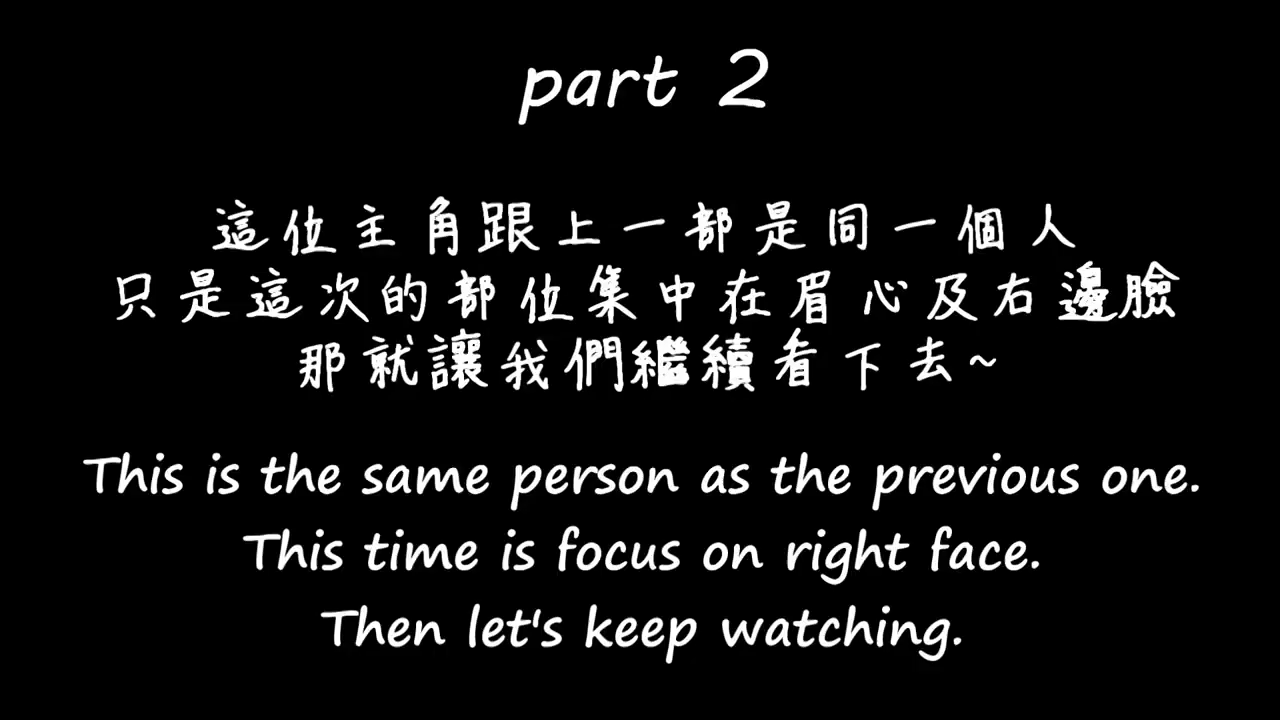 part 2
這位主角跟上一部是同一個人
只是這次的部位集中在眉心及右邊臉
那就讓我們繼續看下去~
This is the same person as the previous one.
This time is focus on right face.
Then let's keep watching.